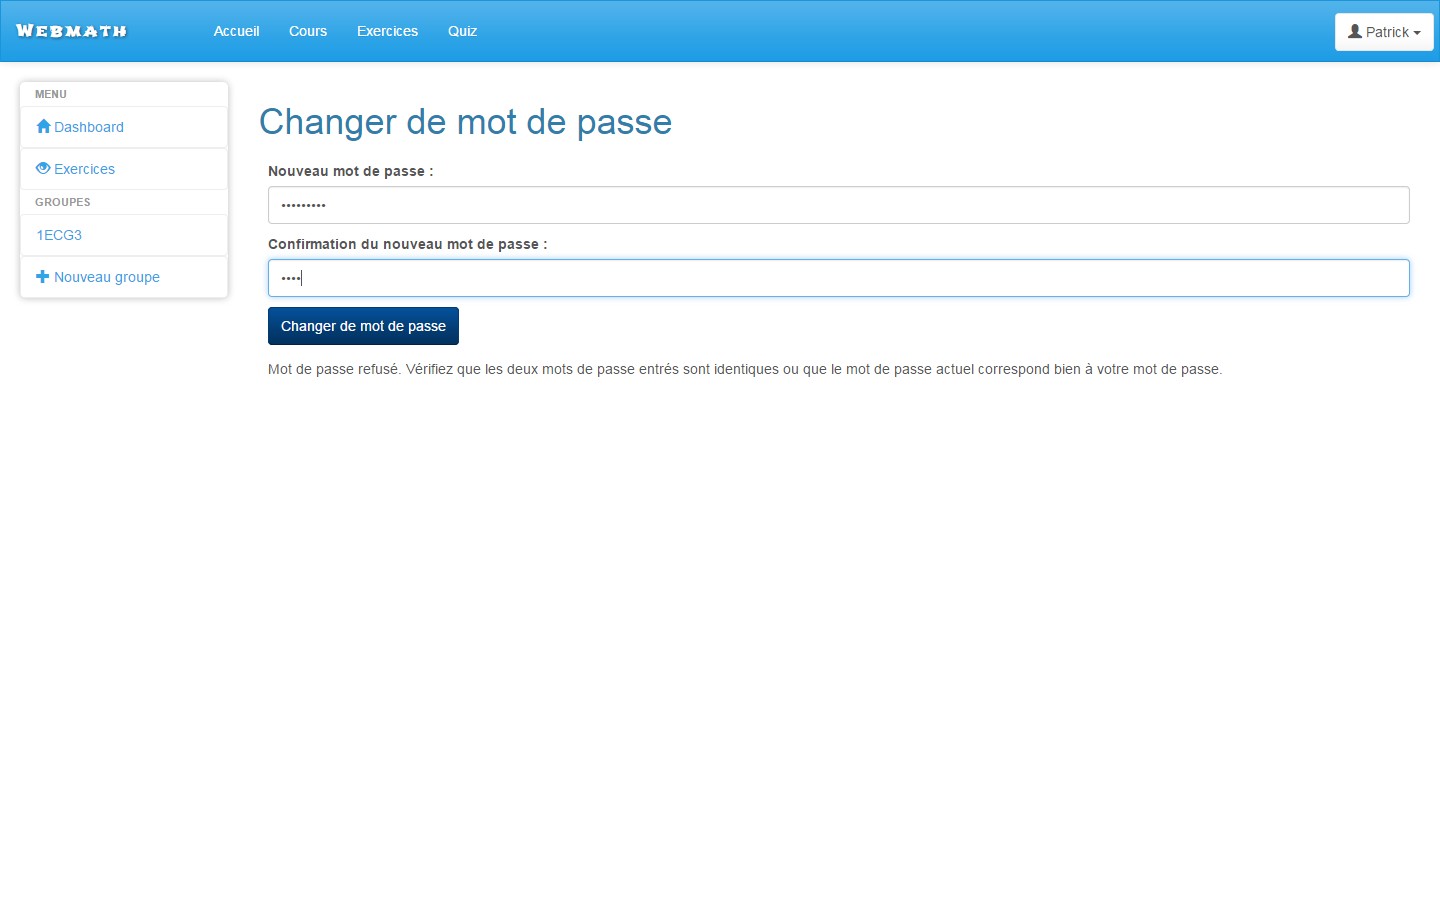 WEBMATH
Accueil Cours Exercices Quiz
Patrick
MENU
Dashboard
Exercices
GROUPES
1ECG3
Nouveau groupe
Changer de mot de passe
Nouveau mot de passe :
•••••••••
Confirmation du nouveau mot de passe :
••••
Changer de mot de passe
Mot de passe refusé. Vérifiez que les deux mots de passe entrés sont identiques ou que le mot de passe actuel correspond bien à votre mot de passe.